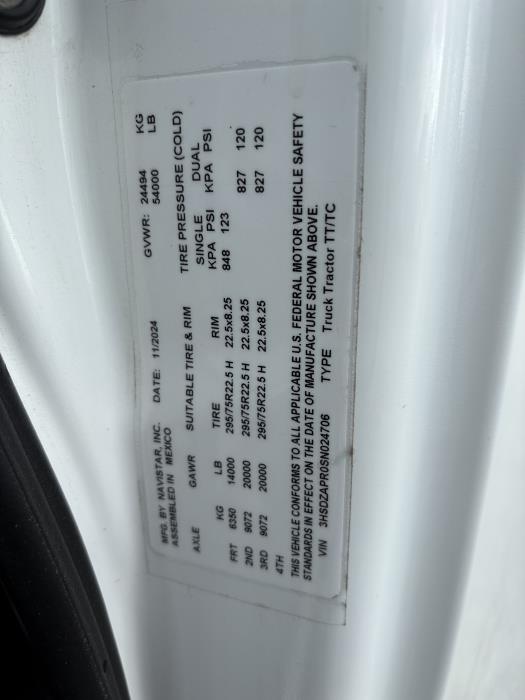 MFG. BY NAVISTAR, INC. DATE: 11/2024 GVWR: 24494 KG
ASSEMBLED IN MEXICO 54000 LB
AXLE GAWR SUITABLE TIRE & RIM TIRE PRESSURE (COLD)
SINGLE DUAL
KG LB TIRE RIM KPA PSI KPA PSI
FRT 6350 14000 295/75R22.5 H 22.5x8.25 848 123
2ND 9072 20000 295/75R22.5 H 22.5x8.25 827 120
3RD 9072 20000 295/75R22.5 H 22.5x8.25 827 120
4TH
THIS VEHICLE CONFORMS TO ALL APPLICABLE U.S. FEDERAL MOTOR VEHICLE SAFETY
STANDARDS IN EFFECT ON THE DATE OF MANUFACTURE SHOWN ABOVE.
VIN 3HSDZAPR0SN024706 TYPE Truck Tractor TT/TC